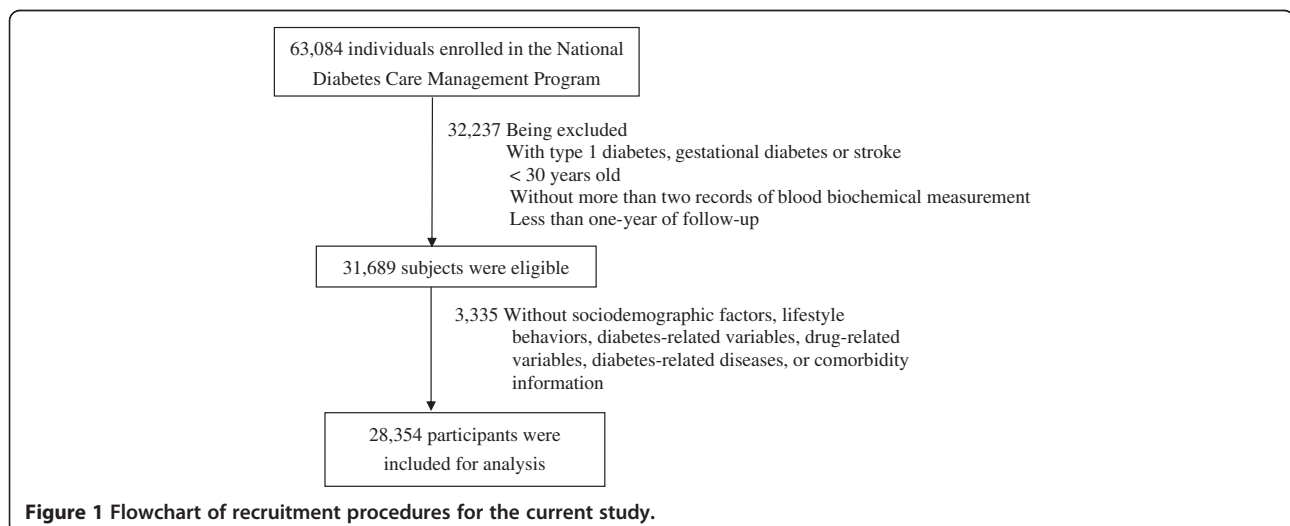 63,084 individuals enrolled in the National
Diabetes Care Management Program
32,237 Being excluded
With type 1 diabetes, gestational diabetes or stroke
< 30 years old
Without more than two records of blood biochemical measurement
Less than one-year of follow-up
31,689 subjects were eligible
3,335 Without sociodemographic factors, lifestyle
behaviors, diabetes-related variables, drug-related
variables, diabetes-related diseases, or comorbidity
information
28,354 participants were
included for analysis
Figure 1 Flowchart of recruitment procedures for the current study.